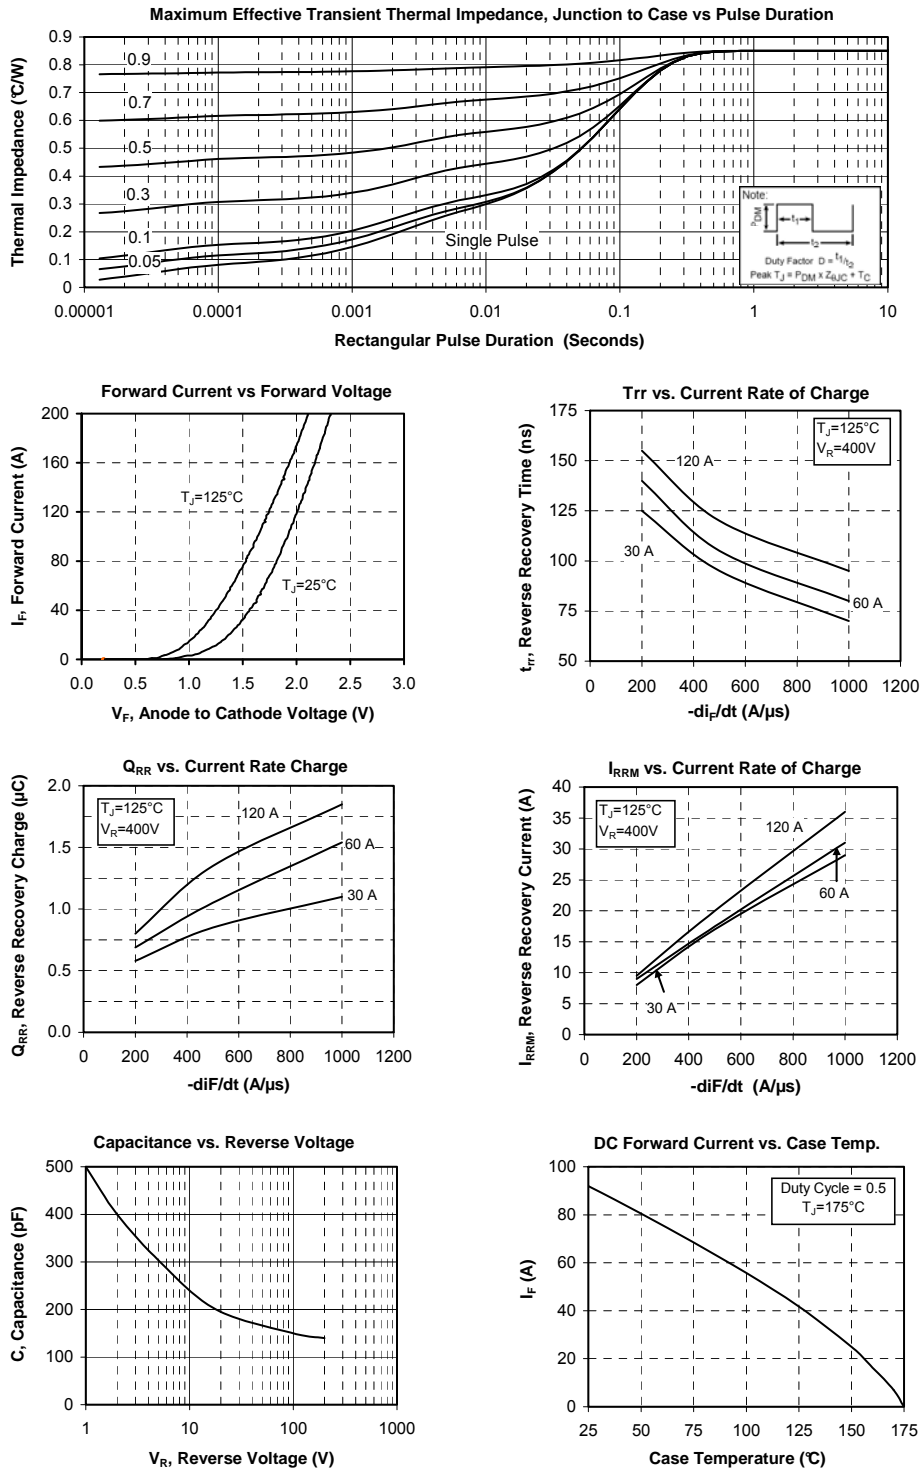 Maximum Effective Transient Thermal Impedance, Junction to Case vs Pulse Duration
Thermal Impedance (°C/W)
0.9
0.8
0.7
0.6
0.5
0.4
0.3
0.2
0.1
0
0.9
0.7
0.5
0.3
0.1
0.05
Single Pulse
Note:
PDM
t1
t2
Duty Factor D = t1/t2
Peak TJ = PDM x ZθJC + TC
0.00001 0.0001 0.001 0.01 0.1 1 10
Rectangular Pulse Duration (Seconds)
Forward Current vs Forward Voltage
IF, Forward Current (A)
200
160
120
80
40
0
TJ=125°C
TJ=25°C
0.0 0.5 1.0 1.5 2.0 2.5 3.0
VF, Anode to Cathode Voltage (V)
Trr vs. Current Rate of Charge
trr, Reverse Recovery Time (ns)
175
150
125
100
75
50
TJ=125°C
VR=400V
120 A
30 A
60 A
0 200 400 600 800 1000 1200
-diF/dt (A/µs)
QRR vs. Current Rate Charge
QRR, Reverse Recovery Charge (µC)
2.0
1.5
1.0
0.5
0.0
TJ=125°C
VR=400V
120 A
60 A
30 A
0 200 400 600 800 1000 1200
-diF/dt (A/µs)
IRRM vs. Current Rate of Charge
IRRM, Reverse Recovery Current (A)
40
35
30
25
20
15
10
5
0
TJ=125°C
VR=400V
120 A
60 A
30 A
0 200 400 600 800 1000 1200
-diF/dt (A/µs)
Capacitance vs. Reverse Voltage
C, Capacitance (pF)
500
400
300
200
100
0
1 10 100 1000
VR, Reverse Voltage (V)
DC Forward Current vs. Case Temp.
IF (A)
100
80
60
40
20
0
Duty Cycle = 0.5
TJ=175°C
25 50 75 100 125 150 175
Case Temperature (°C)